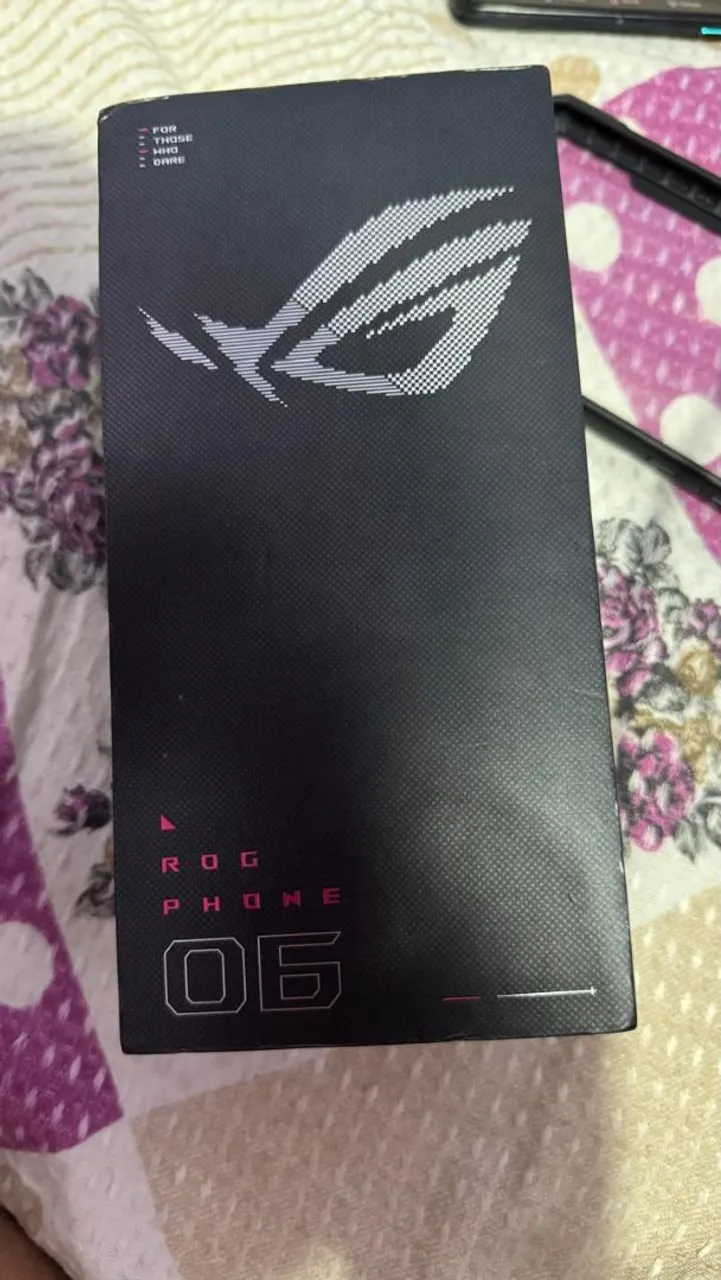 FOR
THOSE
WHO
DARE
ROG
PHONE
06